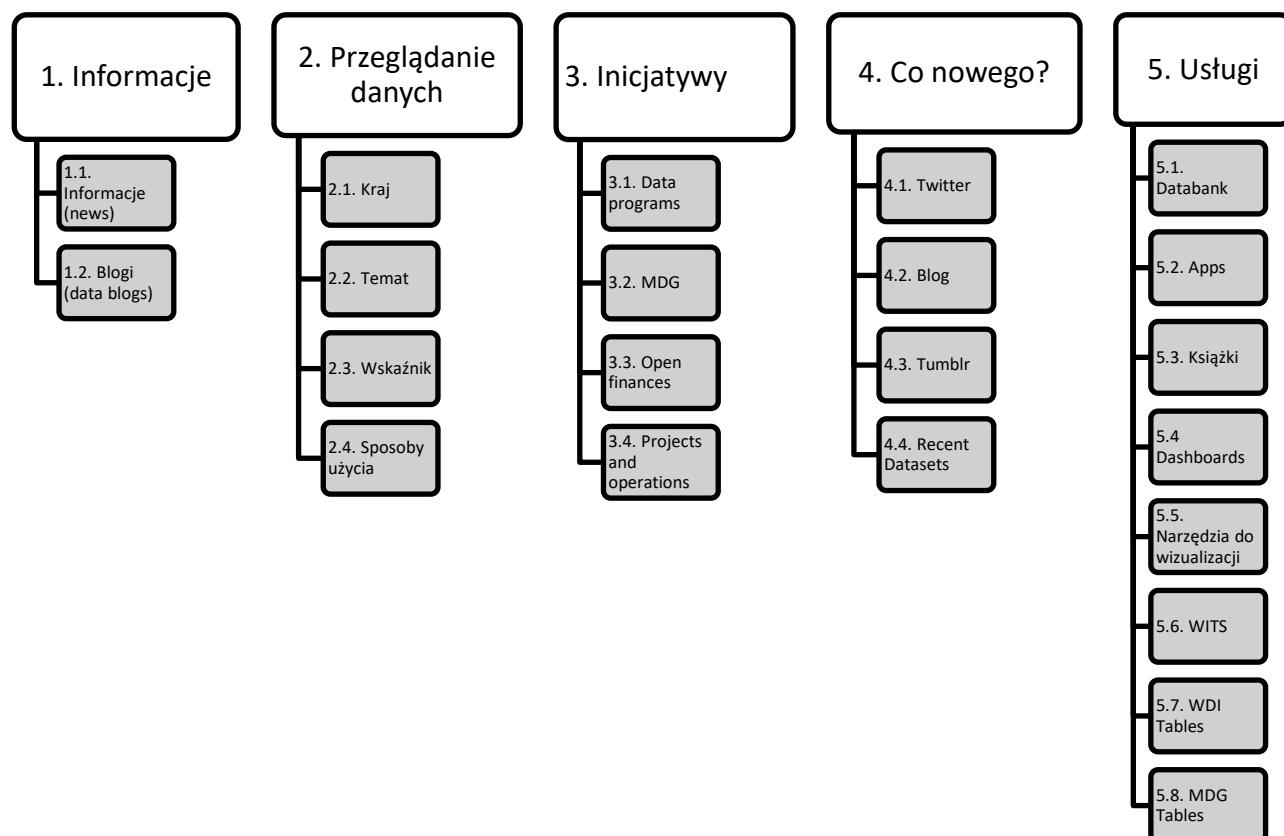 1. Informacje
1.1.
Informacje
(news)
1.2. Blogi
(data blogs)
2. Przeglądanie
danych
2.1. Kraj
2.2. Temat
2.3. Wskaźnik
2.4. Sposoby
użycia
3. Inicjatywy
3.1. Data
programs
3.2. MDG
3.3. Open
finances
3.4. Projects
and
operations
4. Co nowego?
4.1. Twitter
4.2. Blog
4.3. Tumblr
4.4. Recent
Datasets
5. Usługi
5.1.
Databank
5.2. Apps
5.3. Książki
5.4
Dashboards
5.5.
Narzędzia do
wizualizacji
5.6. WITS
5.7. WDI
Tables
5.8. MDG
Tables